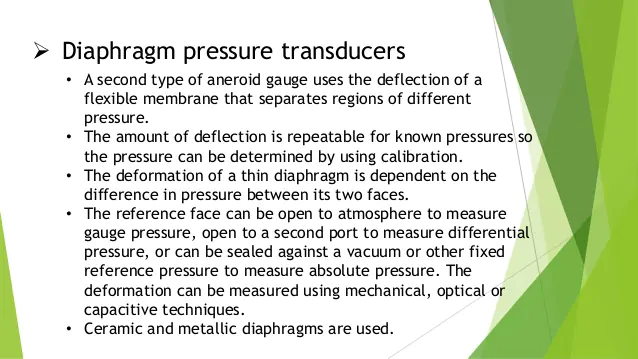 ➢ Diaphragm pressure transducers
• A second type of aneroid gauge uses the deflection of a
flexible membrane that separates regions of different
pressure.
• The amount of deflection is repeatable for known pressures so
the pressure can be determined by using calibration.
• The deformation of a thin diaphragm is dependent on the
difference in pressure between its two faces.
• The reference face can be open to atmosphere to measure
gauge pressure, open to a second port to measure differential
pressure, or can be sealed against a vacuum or other fixed
reference pressure to measure absolute pressure. The
deformation can be measured using mechanical, optical or
capacitive techniques.
• Ceramic and metallic diaphragms are used.